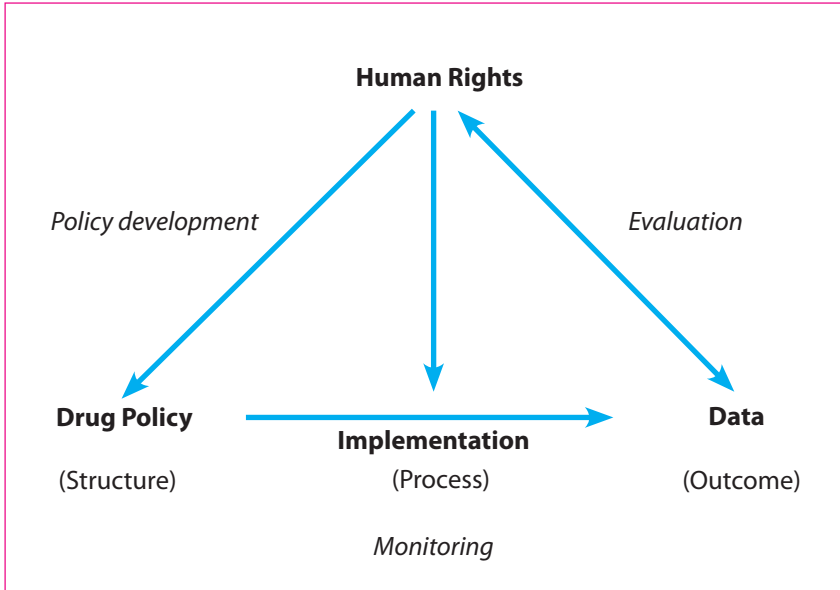 Human Rights
Policy development
Evaluation
Drug Policy
Data
Implementation
(Structure)
(Process)
(Outcome)
Monitoring